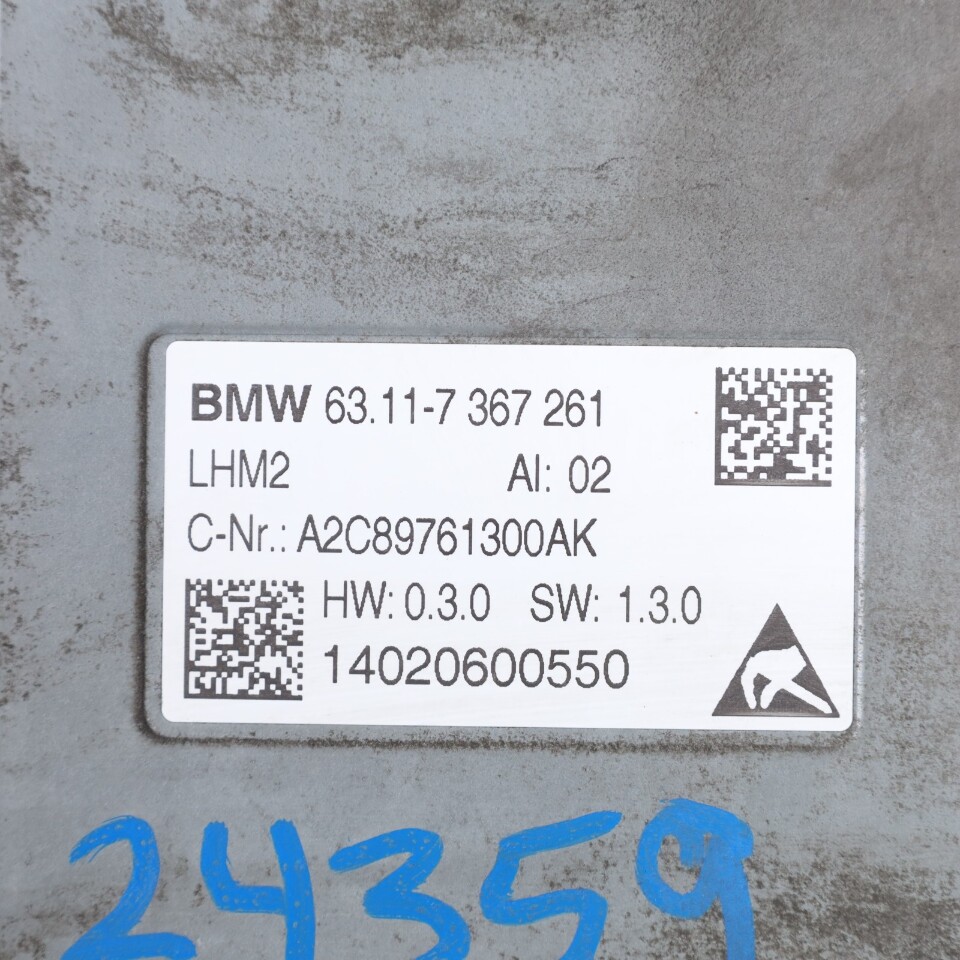 BMW 63.11-7 367 261
LHM2 AI: 02
C-Nr.: A2C89761300AK
HW: 0.3.0 SW: 1.3.0
14020600550
24359